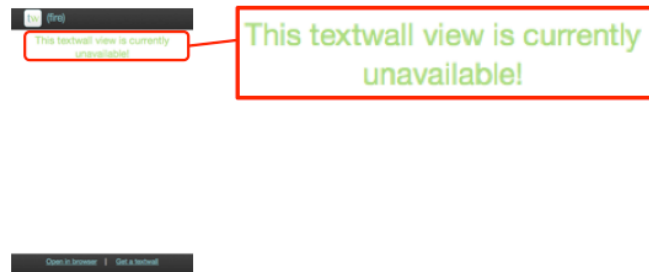 tw (fire)
This textwall view is currently
unavailable!
This textwall view is currently
unavailable!
Open in browser | Get a textwall